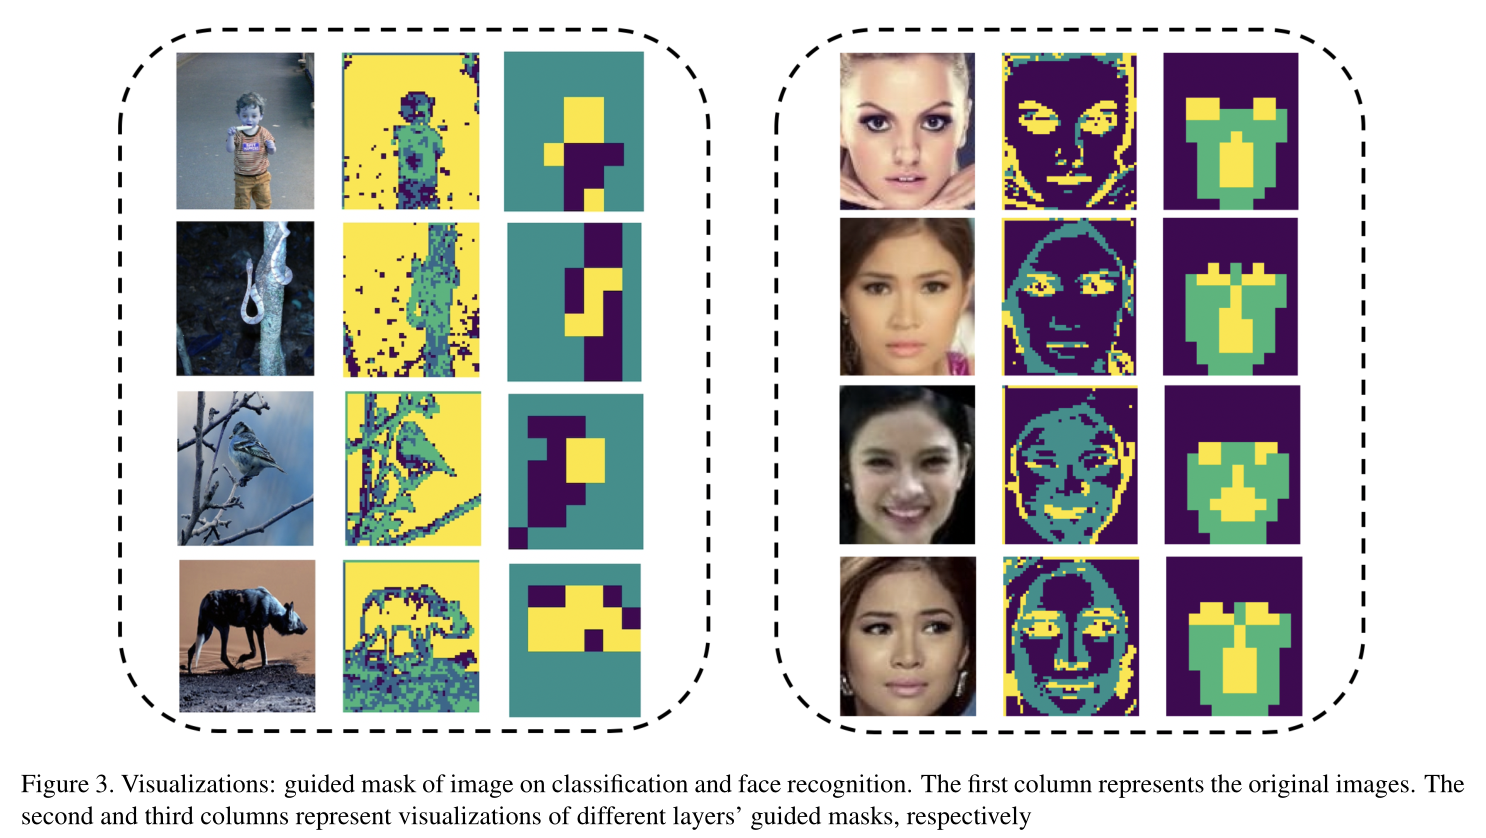 Figure 3. Visualizations: guided mask of image on classification and face recognition. The first column represents the original images. The
second and third columns represent visualizations of different layers’ guided masks, respectively